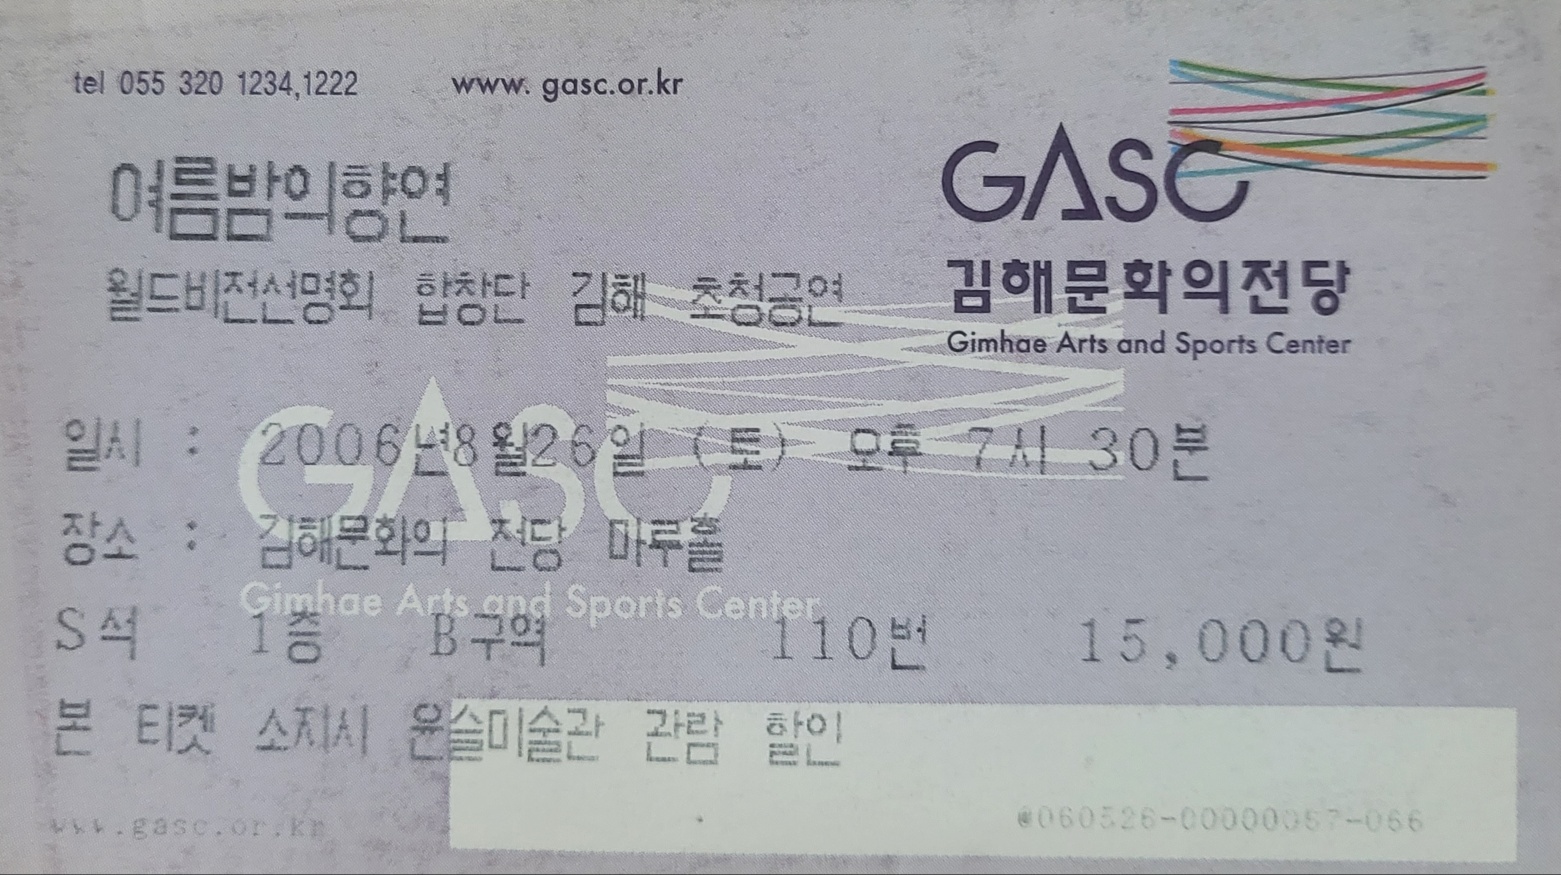 tel 055 320 1234,1222 www. gasc.or.kr
GASC
김해문화의전당
Gimhae Arts and Sports Center
여름밤의향연
월드비전선명회 합창단 김해 초청공연
GASC
일시 : 2006년8월26일 (토) 오후 7시 30분
장소 : 김해문화의 전당 마루홀
Gimhae Arts and Sports Center
S석 1층 B구역 110번 15,000원
본 티켓 소지시 윤슬미술관 관람 할인
www.gasc.or.kr